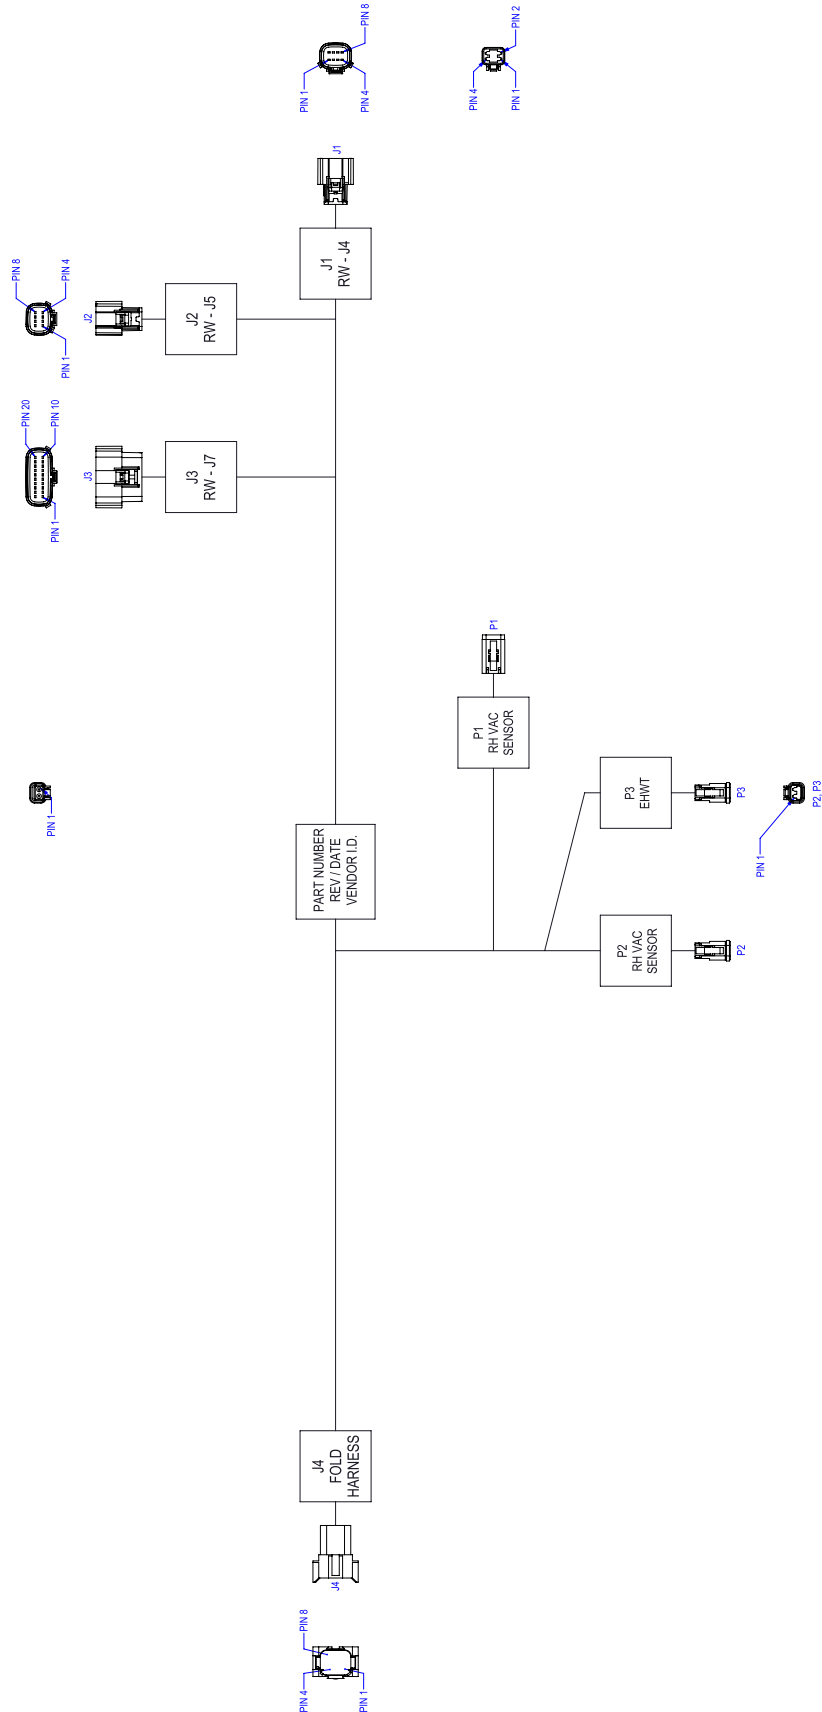 PIN 8
PIN 1
PIN 4
PIN 2
PIN 4
PIN 1
J1
J1
RW - J4
PIN 8
PIN 4
PIN 1
J2
J2
RW - J5
PIN 20
PIN 10
PIN 1
J3
J3
RW - J7
P1
P1
RH VAC
SENSOR
PIN 1
PART NUMBER
REV / DATE
VENDOR I.D.
P3
EHWT
P3
PIN 1
P2, P3
P2
RH VAC
SENSOR
P2
J4
FOLD
HARNESS
J4
PIN 8
PIN 4
PIN 1